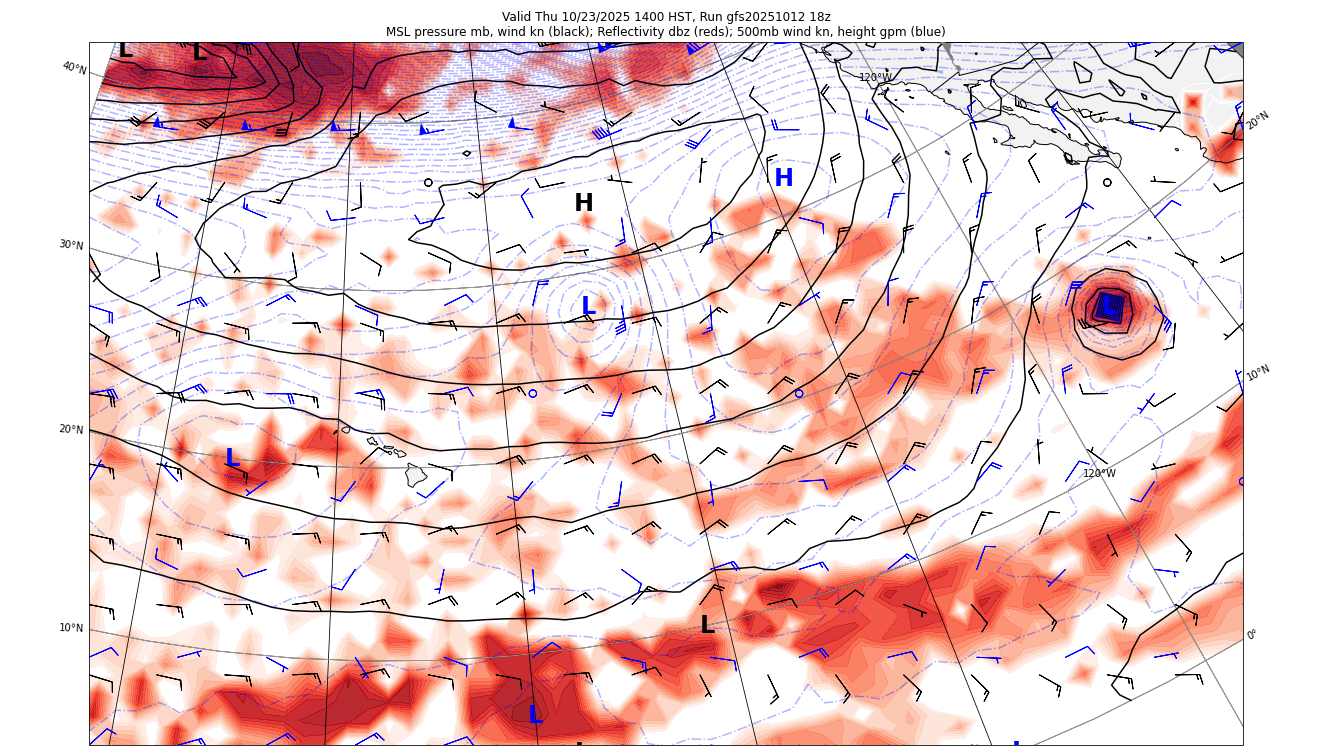 Valid Thu 10/23/2025 1400 HST, Run gfs20251012 18z
MSL pressure mb, wind kn (black); Reflectivity dbz (reds); 500mb wind kn, height gpm (blue)
L L
40°N
120°W
20°N
H
H
30°N
L
L
10°N
20°N
L
120°W
10°N
L
0°
L